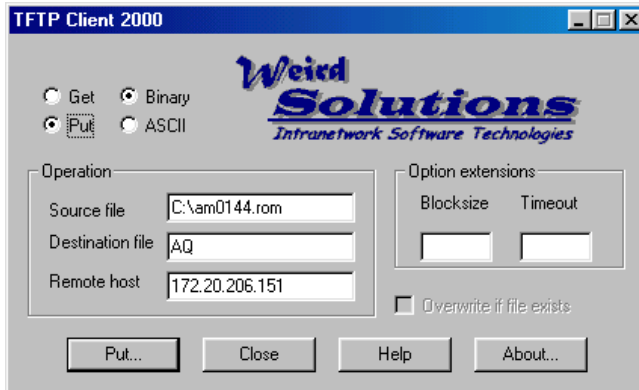 TFTP Client 2000
Weird
Solutions
Intranetwork Software Technologies
Get Binary
Put ASCII
Operation
Source file C:\am0144.rom
Destination file AQ
Remote host 172.20.206.151
Option extensions
Blocksize Timeout
Overwrite if file exists
Put... Close Help About...